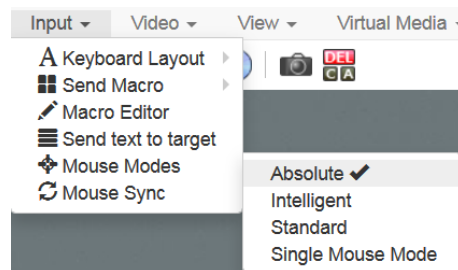 Input Video View Virtual Media
A Keyboard Layout
DEL
CA
Send Macro
Macro Editor
Send text to target
Mouse Modes
Mouse Sync
Absolute
Intelligent
Standard
Single Mouse Mode